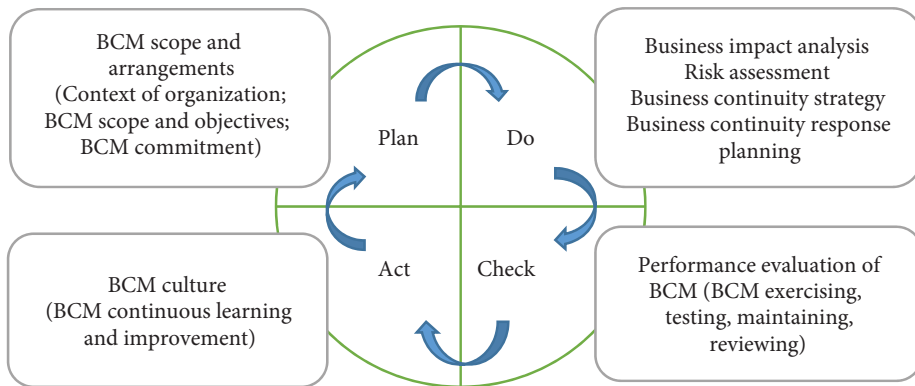 BCM scope and
arrangements
(Context of organization;
BCM scope and objectives;
BCM commitment)
Business impact analysis
Risk assessment
Business continuity strategy
Business continuity response
planning
Plan
Do
Act
Check
BCM culture
(BCM continuous learning
and improvement)
Performance evaluation of
BCM (BCM exercising,
testing, maintaining,
reviewing)